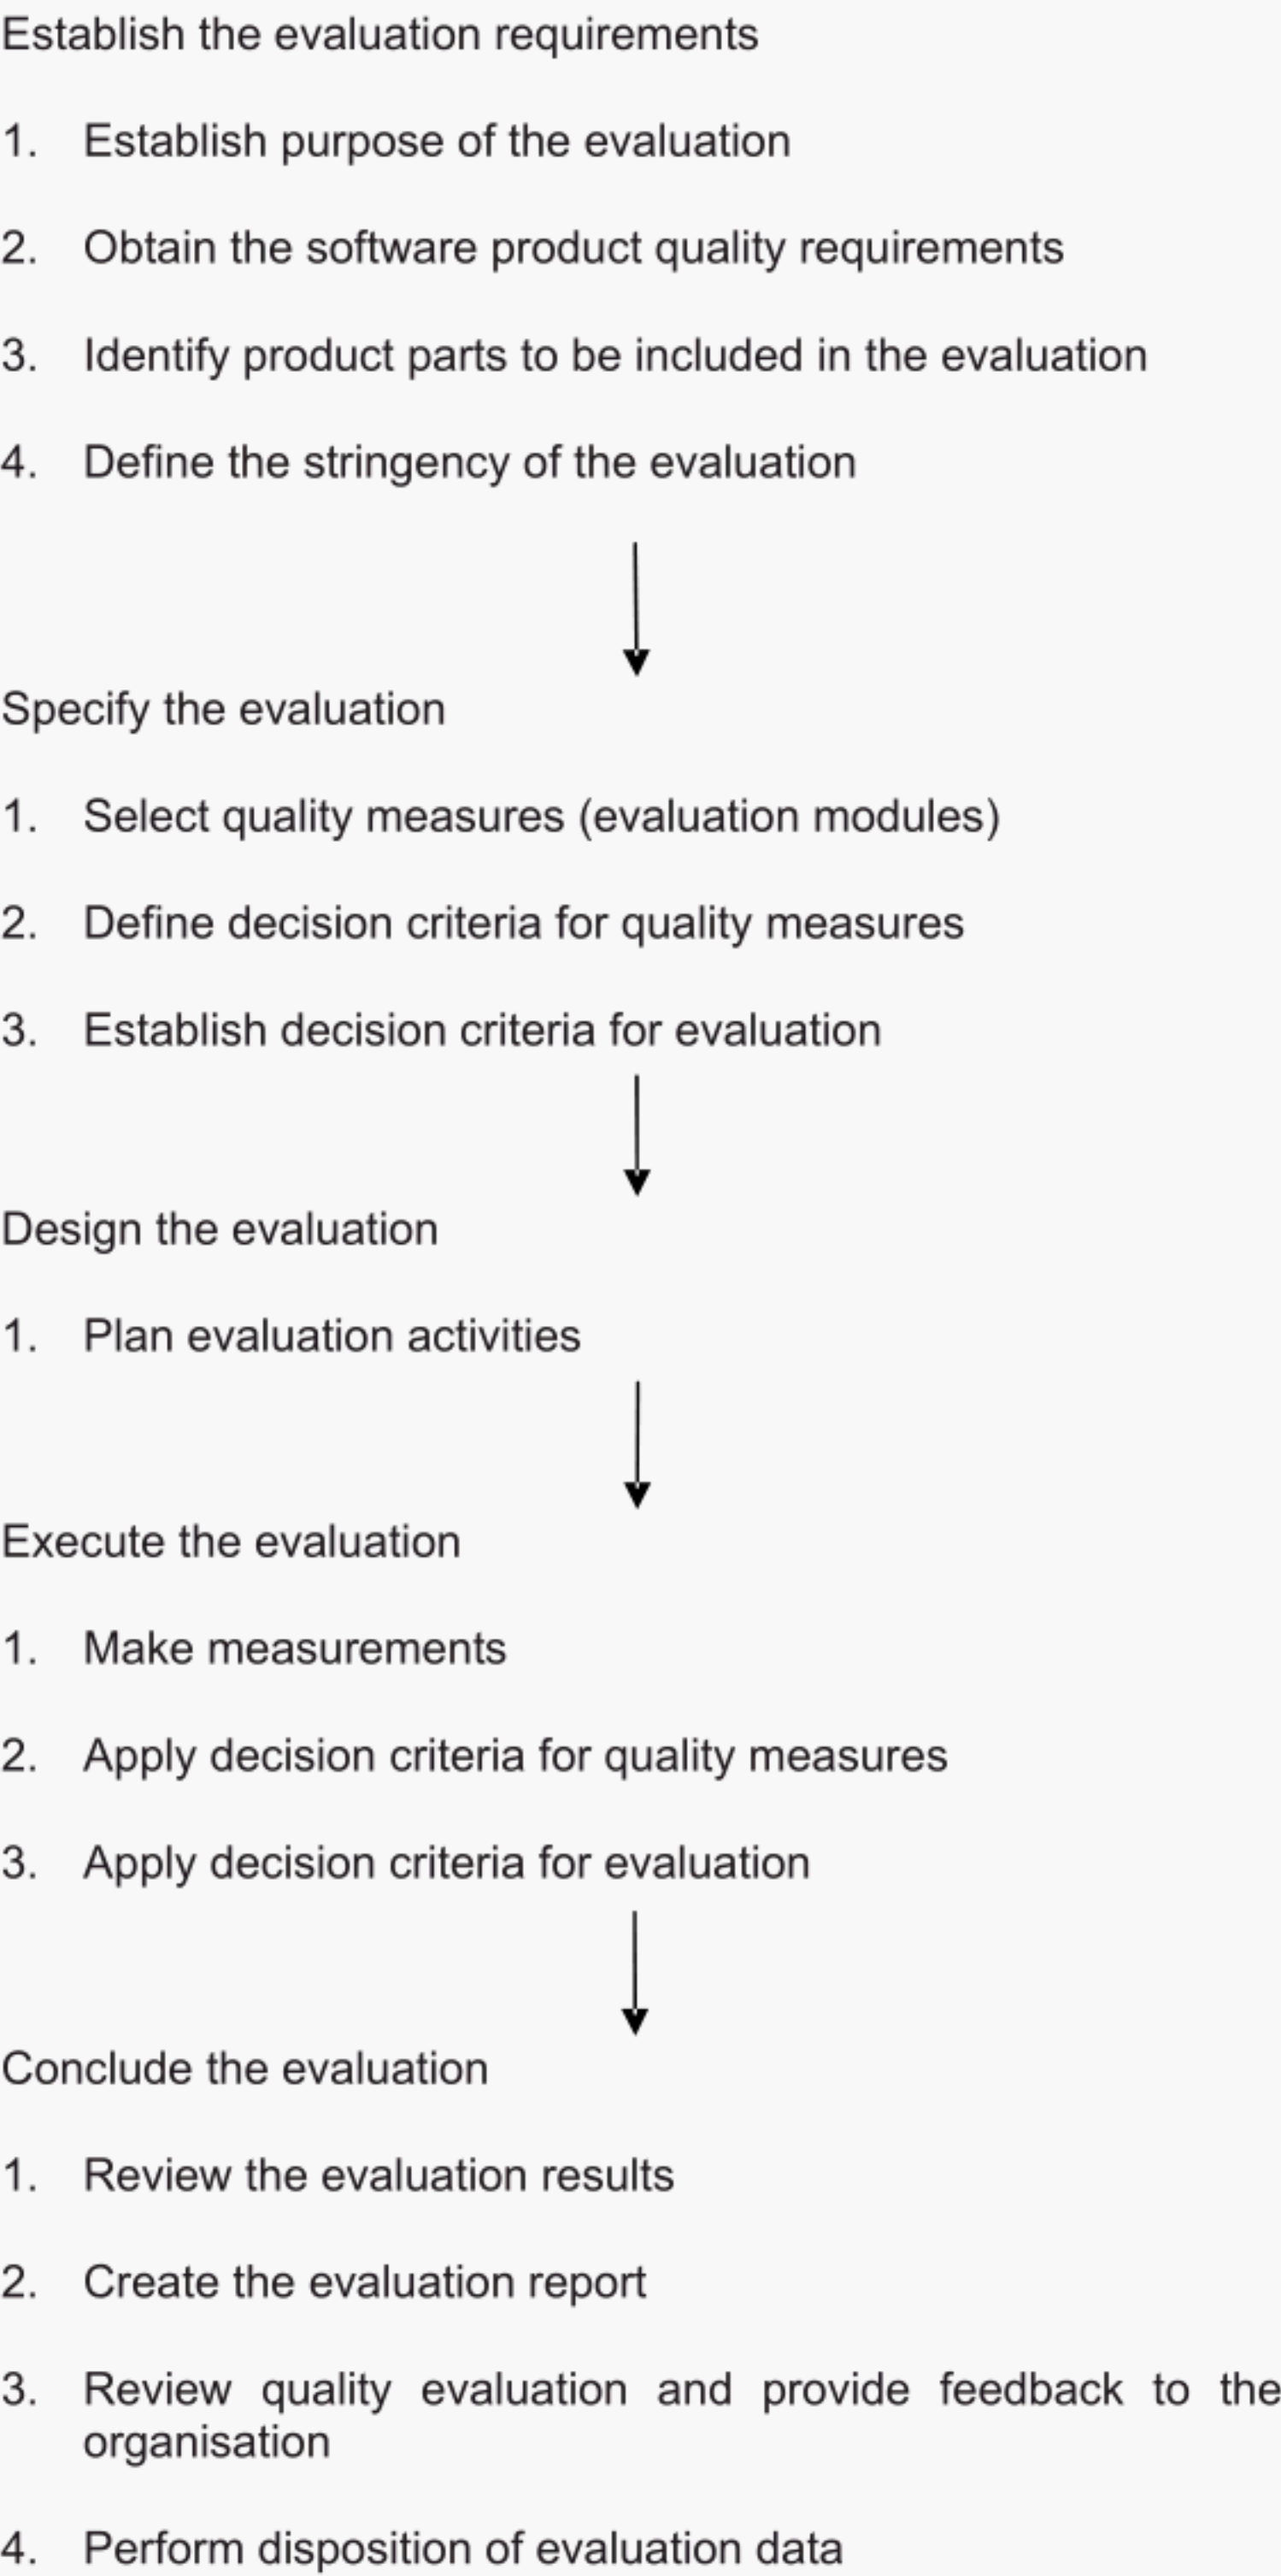 Establish the evaluation requirements
1. Establish purpose of the evaluation
2. Obtain the software product quality requirements
3. Identify product parts to be included in the evaluation
4. Define the stringency of the evaluation
Specify the evaluation
1. Select quality measures (evaluation modules)
2. Define decision criteria for quality measures
3. Establish decision criteria for evaluation
Design the evaluation
1. Plan evaluation activities
Execute the evaluation
1. Make measurements
2. Apply decision criteria for quality measures
3. Apply decision criteria for evaluation
Conclude the evaluation
1. Review the evaluation results
2. Create the evaluation report
3. Review quality evaluation and provide feedback to the
organisation
4. Perform disposition of evaluation data